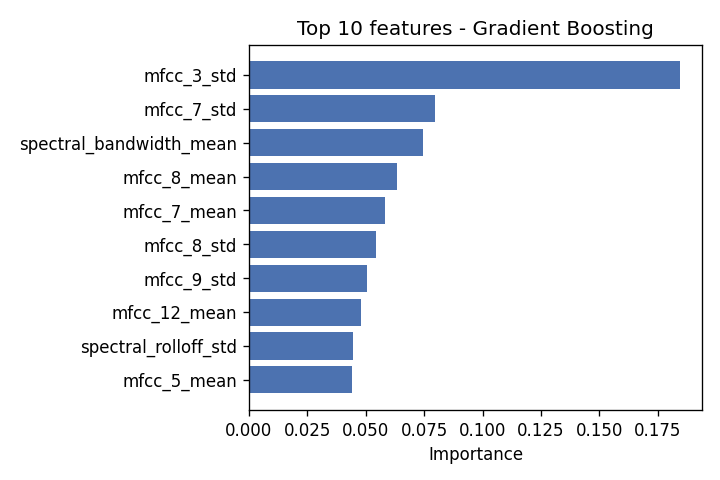 Top 10 features - Gradient Boosting
mfcc_3_std
mfcc_7_std
spectral_bandwidth_mean
mfcc_8_mean
mfcc_7_mean
mfcc_8_std
mfcc_9_std
mfcc_12_mean
spectral_rolloff_std
mfcc_5_mean
0.000 0.025 0.050 0.075 0.100 0.125 0.150 0.175
Importance